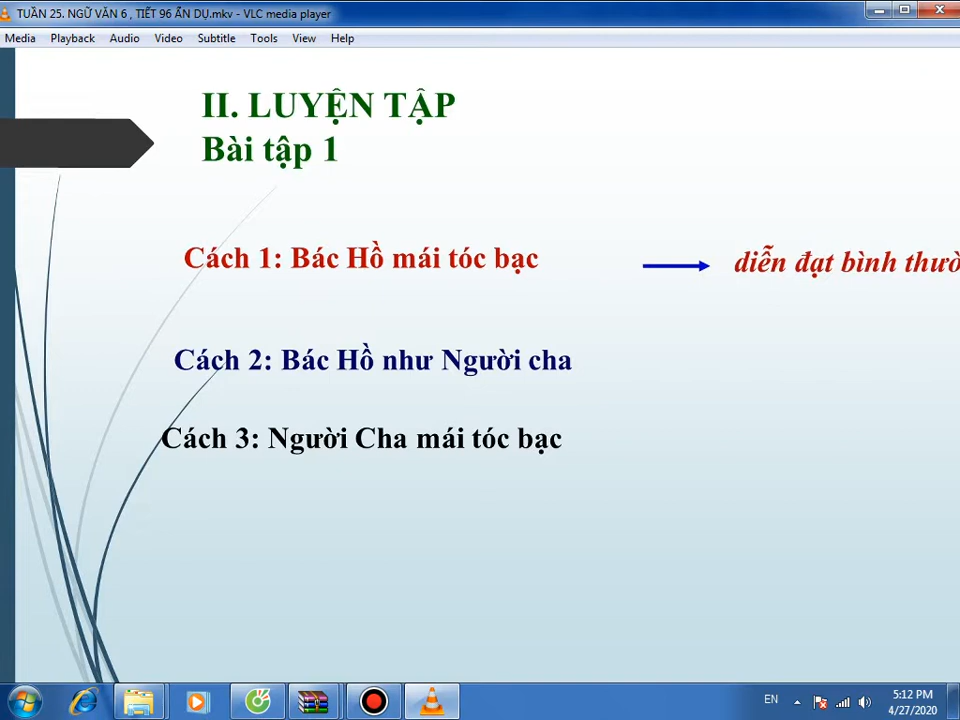 TUẦN 25. NGỮ VĂN 6 , TIẾT 96 ẨN DỤ.mkv - VLC media player
Media Playback Audio Video Subtitle Tools View Help
II. LUYỆN TẬP
Bài tập 1
Cách 1: Bác Hồ mái tóc bạc diễn đạt bình thườ
Cách 2: Bác Hồ như Người cha
Cách 3: Người Cha mái tóc bạc
EN
5:12 PM
4/27/2020